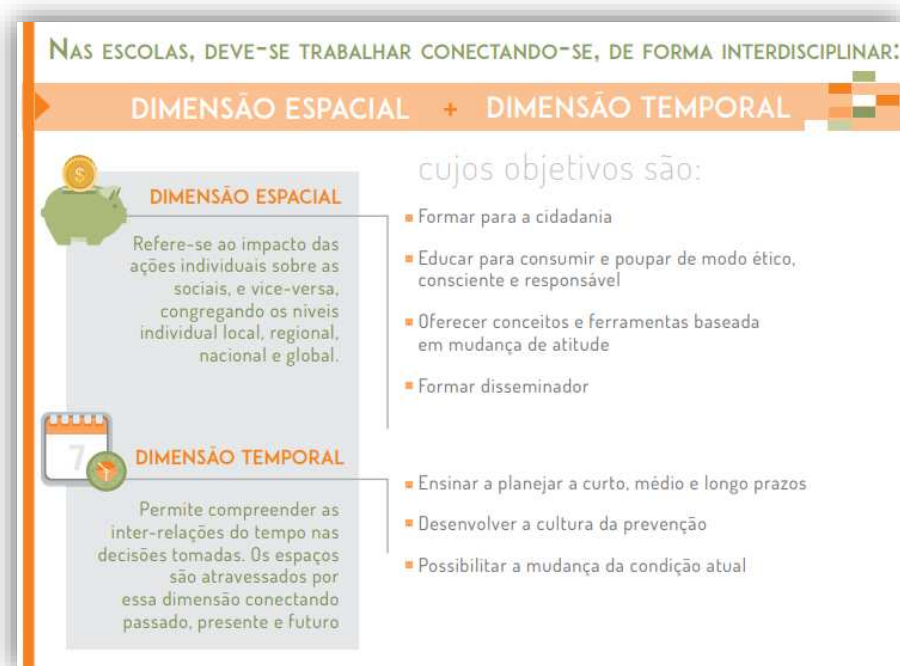 NAS ESCOLAS, DEVE-SE TRABALHAR CONECTANDO-SE, DE FORMA INTERDISCIPLINAR:
DIMENSÃO ESPACIAL + DIMENSÃO TEMPORAL
cujos objetivos são:
$
DIMENSÃO ESPACIAL
Refere-se ao impacto das
ações individuais sobre as
sociais, e vice-versa,
congregando os níveis
individual local, regional,
nacional e global.
Formar para a cidadania
Educar para consumir e poupar de modo ético,
consciente e responsável
Oferecer conceitos e ferramentas baseada
em mudança de atitude
Formar disseminador
7
DIMENSÃO TEMPORAL
Permite compreender as
inter-relações do tempo nas
decisões tomadas. Os espaços
são atravessados por
essa dimensão conectando
passado, presente e futuro
Ensinar a planejar a curto, médio e longo prazos
Desenvolver a cultura da prevenção
Possibilitar a mudança da condição atual